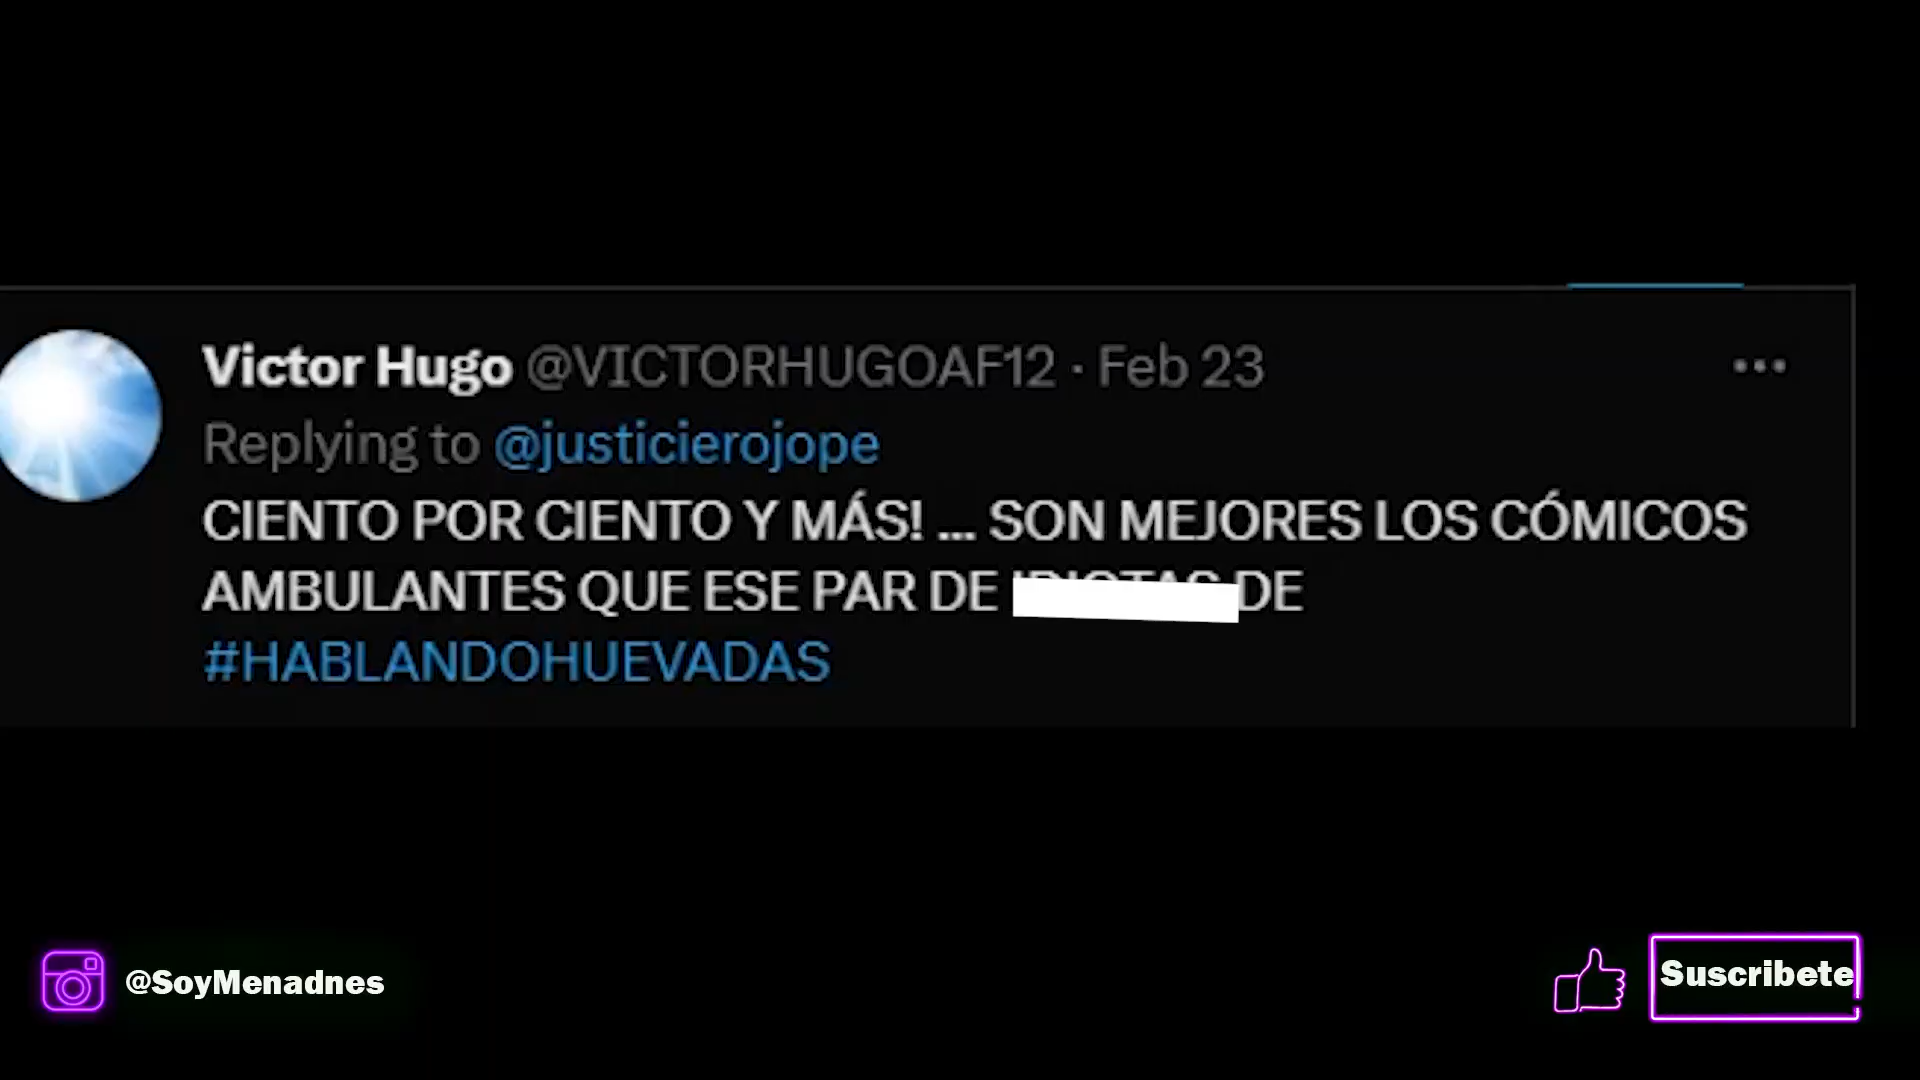 Victor Hugo @VICTORHUGOAF12 · Feb 23
Replying to @justicierojope
CIENTO POR CIENTO Y MÁS! ... SON MEJORES LOS CÓMICOS
AMBULANTES QUE ESE PAR DE DE
#HABLANDOHUEVADAS
@SoyMenadnes
Suscribete